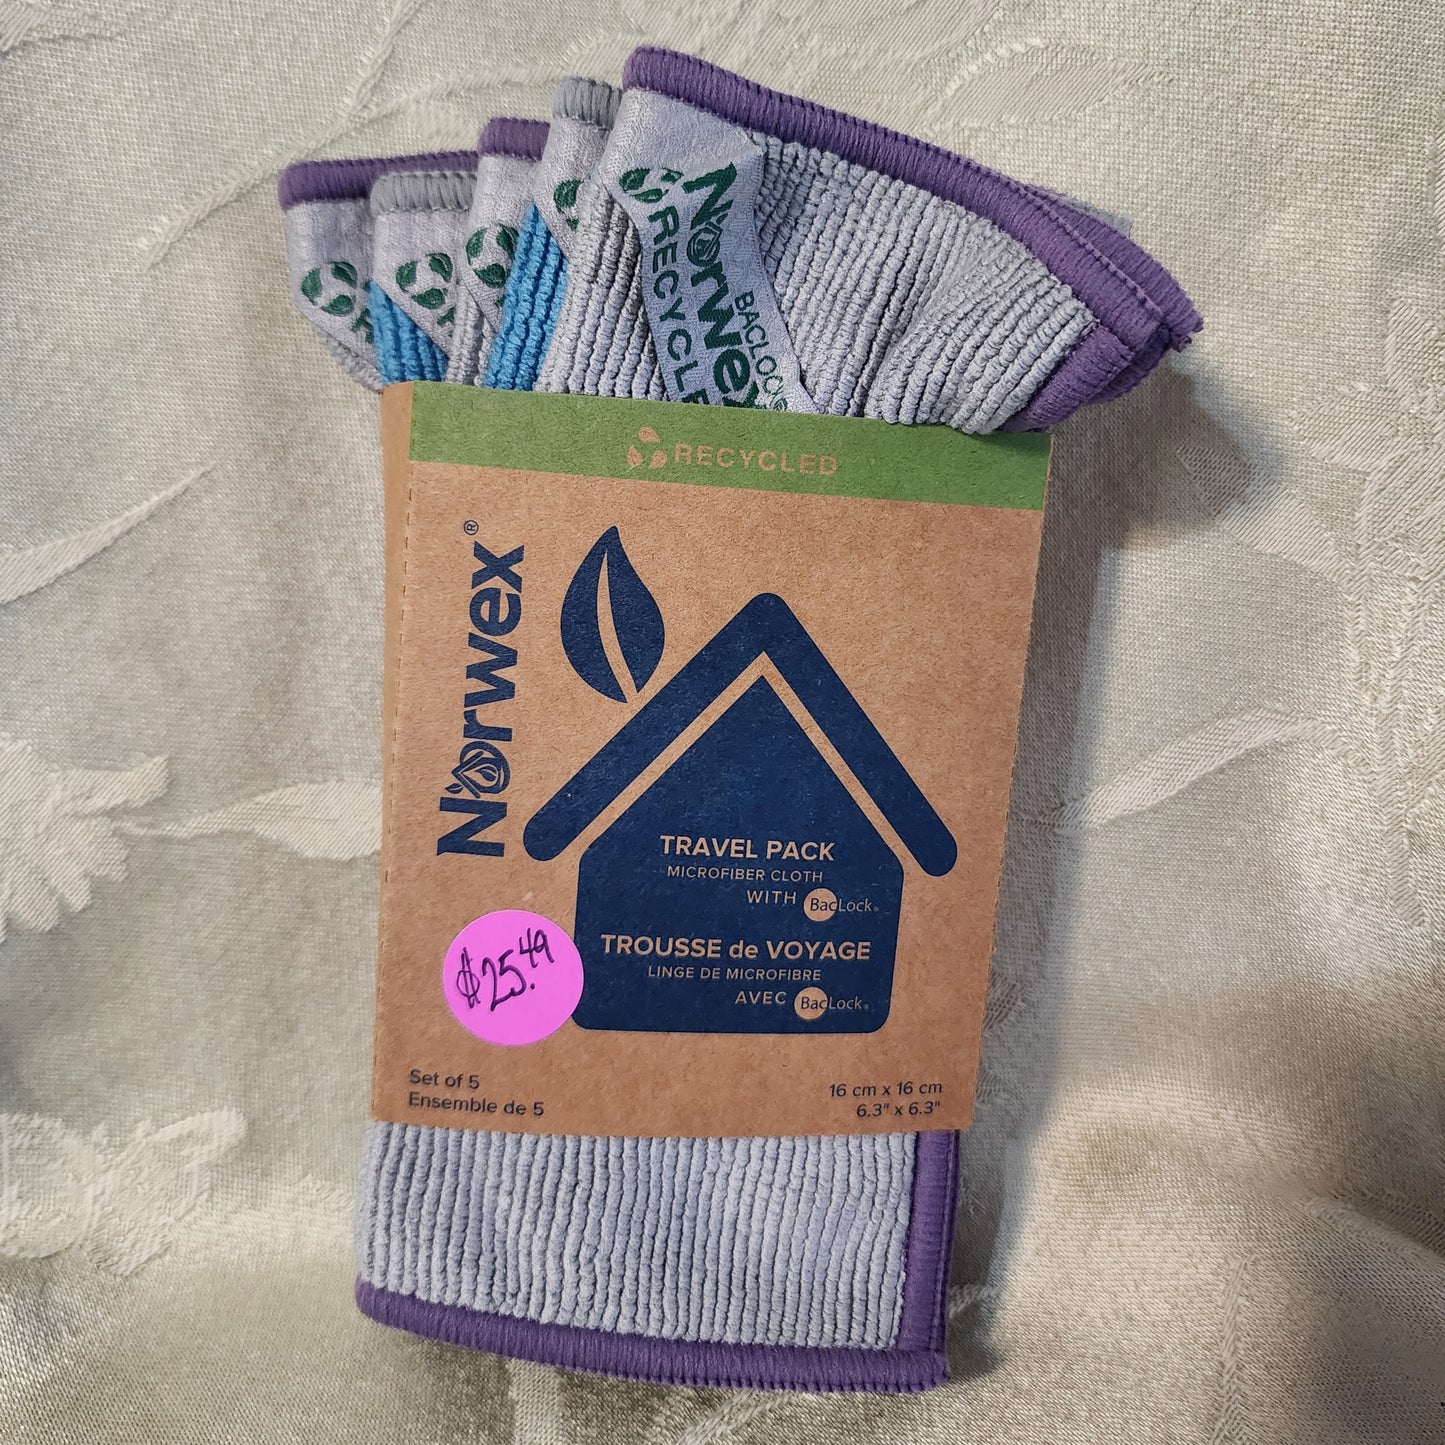 Norwex
BACLOCK
RECYCLE
RECYCLED
Norwex®
TRAVEL PACK
MICROFIBER CLOTH
WITH BacLock®
TROUSSE de VOYAGE
LINGE DE MICROFIBRE
AVEC BacLock®
$25.49
Set of 5
Ensemble de 5
16 cm x 16 cm
6.3" x 6.3"